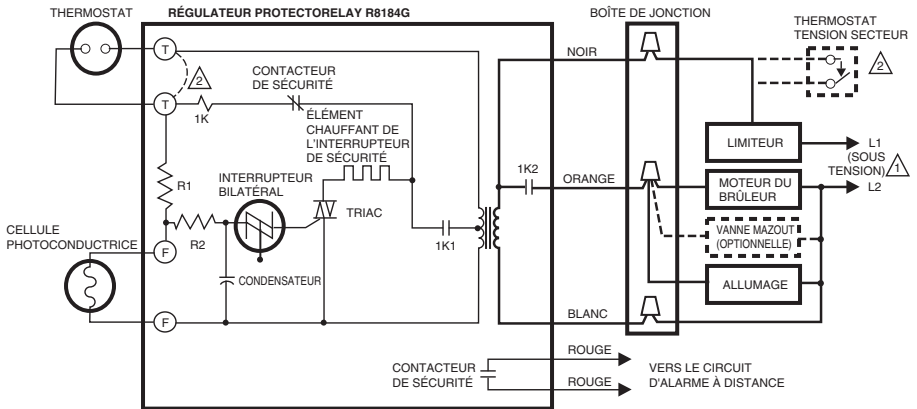 THERMOSTAT
RÉGULATEUR PROTECTORELAY R8184G
BOÎTE DE JONCTION
THERMOSTAT
TENSION SECTEUR
T
2
T
1K
CONTACTEUR
DE SÉCURITÉ
ÉLÉMENT
CHAUFFANT DE
L'INTERRUPTEUR
DE SÉCURITÉ
NOIR
2
LIMITEUR
L1
(SOUS
TENSION)
1
L2
R1
INTERRUPTEUR
BILATÉRAL
TRIAC
1K2
ORANGE
MOTEUR DU
BRÛLEUR
CELLULE
PHOTOCONDUCTRICE
R2
1K1
VANNE MAZOUT
(OPTIONNELLE)
F
CONDENSATEUR
ALLUMAGE
F
BLANC
CONTACTEUR
DE SÉCURITÉ
ROUGE
ROUGE
VERS LE CIRCUIT
D'ALARME À DISTANCE